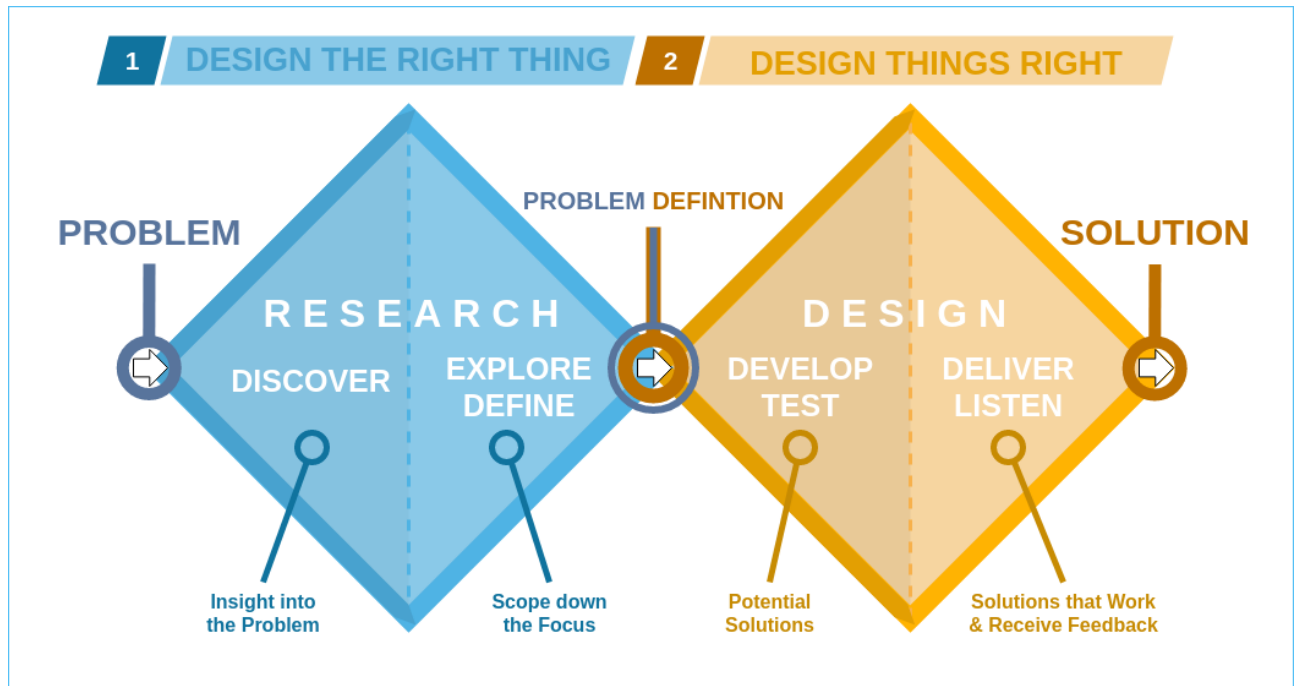 1 DESIGN THE RIGHT THING 2 DESIGN THINGS RIGHT
PROBLEM DEFINTION
PROBLEM
SOLUTION
RESEARCH
DISCOVER
EXPLORE
DEFINE
DESIGN
DEVELOP
TEST
DELIVER
LISTEN
Insight into
the Problem
Scope down
the Focus
Potential
Solutions
Solutions that Work
& Receive Feedback